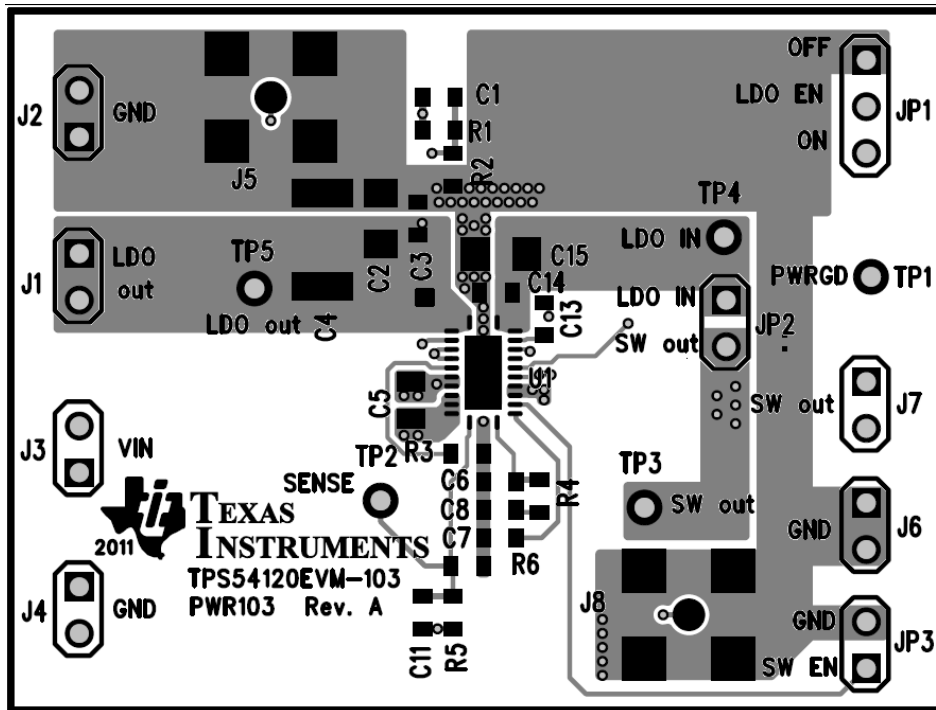 OFF
LDO EN
ON
JP1
J2
GND
J5
C1
R1
R2
TP4
LDO IN
PWRGD
TP1
J1
LDO
out
TP5
LDO out
C4
C2
C3
C15
C14
C13
LDO IN
SW out
JP2
U1
C5
SW out
J7
J3
VIN
R3
TP2
SENSE
C6
C8
C7
R4
R6
TP3
SW out
GND
J6
2011
TEXAS
INSTRUMENTS
TPS54120EVM-103
PWR103 Rev. A
J4
GND
C11
R5
J8
GND
SW EN
JP3